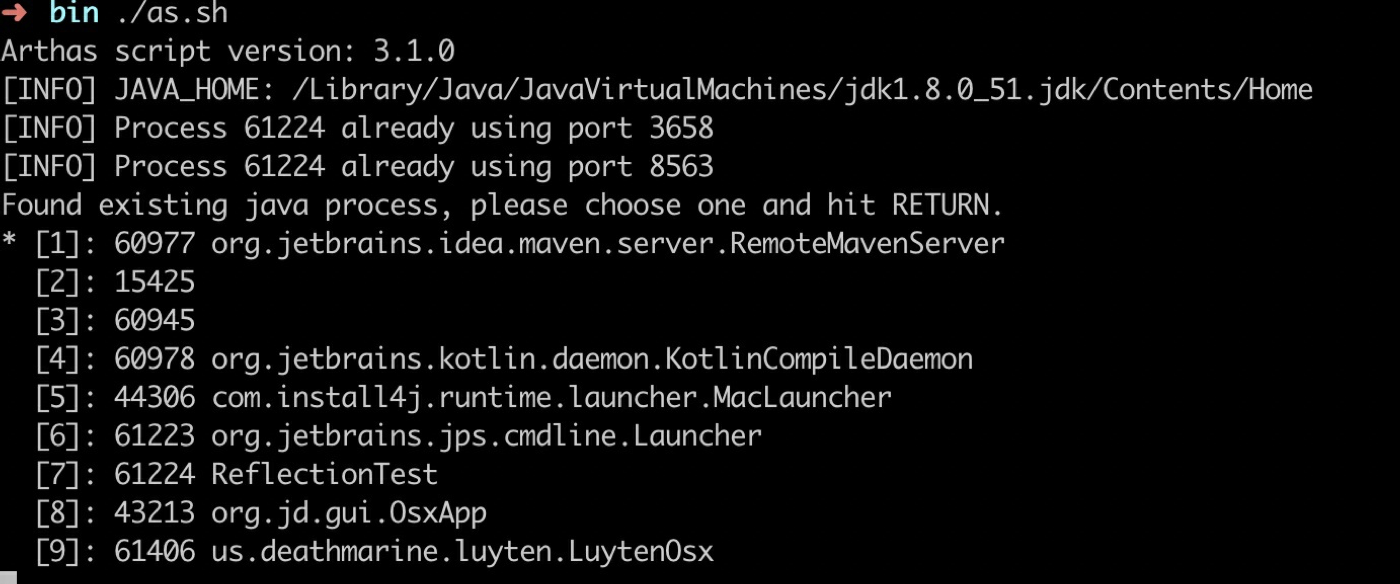 ➜ bin ./as.sh
Arthas script version: 3.1.0
[INFO] JAVA_HOME: /Library/Java/JavaVirtualMachines/jdk1.8.0_51.jdk/Contents/Home
[INFO] Process 61224 already using port 3658
[INFO] Process 61224 already using port 8563
Found existing java process, please choose one and hit RETURN.
* [1]: 60977 org.jetbrains.idea.maven.server.RemoteMavenServer
[2]: 15425
[3]: 60945
[4]: 60978 org.jetbrains.kotlin.daemon.KotlinCompileDaemon
[5]: 44306 com.install4j.runtime.launcher.MacLauncher
[6]: 61223 org.jetbrains.jps.cmdline.Launcher
[7]: 61224 ReflectionTest
[8]: 43213 org.jd.gui.OsxApp
[9]: 61406 us.deathmarine.luyten.LuytenOsx